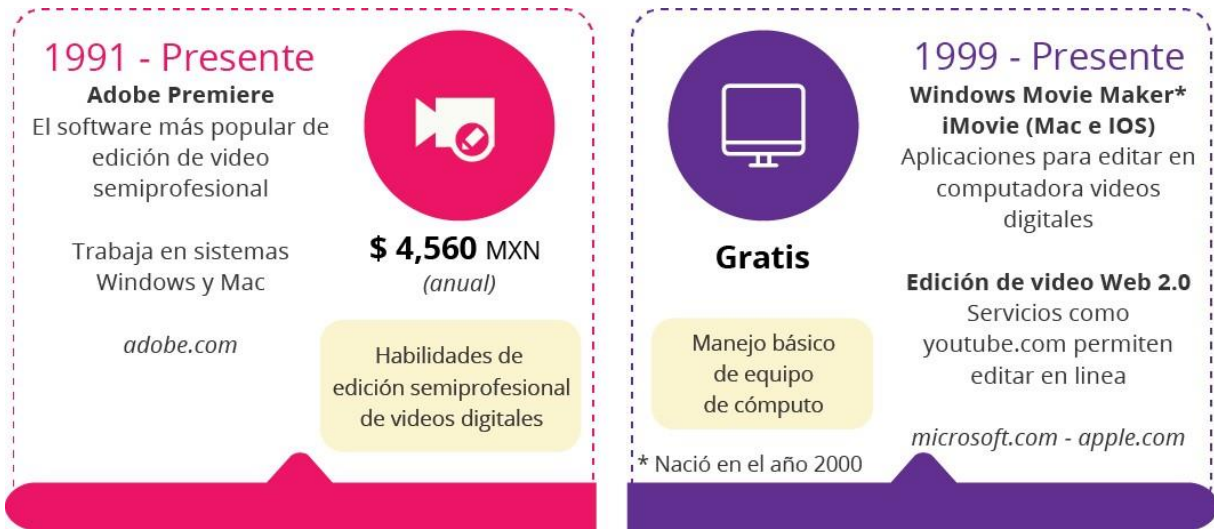 1991 - Presente
Adobe Premiere
El software más popular de
edición de video
semiprofesional
Trabaja en sistemas
Windows y Mac
adobe.com
$ 4,560 MXN
(anual)
Habilidades de
edición semiprofesional
de videos digitales
Gratis
Manejo básico
de equipo
de cómputo
* Nació en el año 2000
1999 - Presente
Windows Movie Maker*
iMovie (Mac e IOS)
Aplicaciones para editar en
computadora videos
digitales
Edición de video Web 2.0
Servicios como
youtube.com permiten
editar en linea
microsoft.com - apple.com